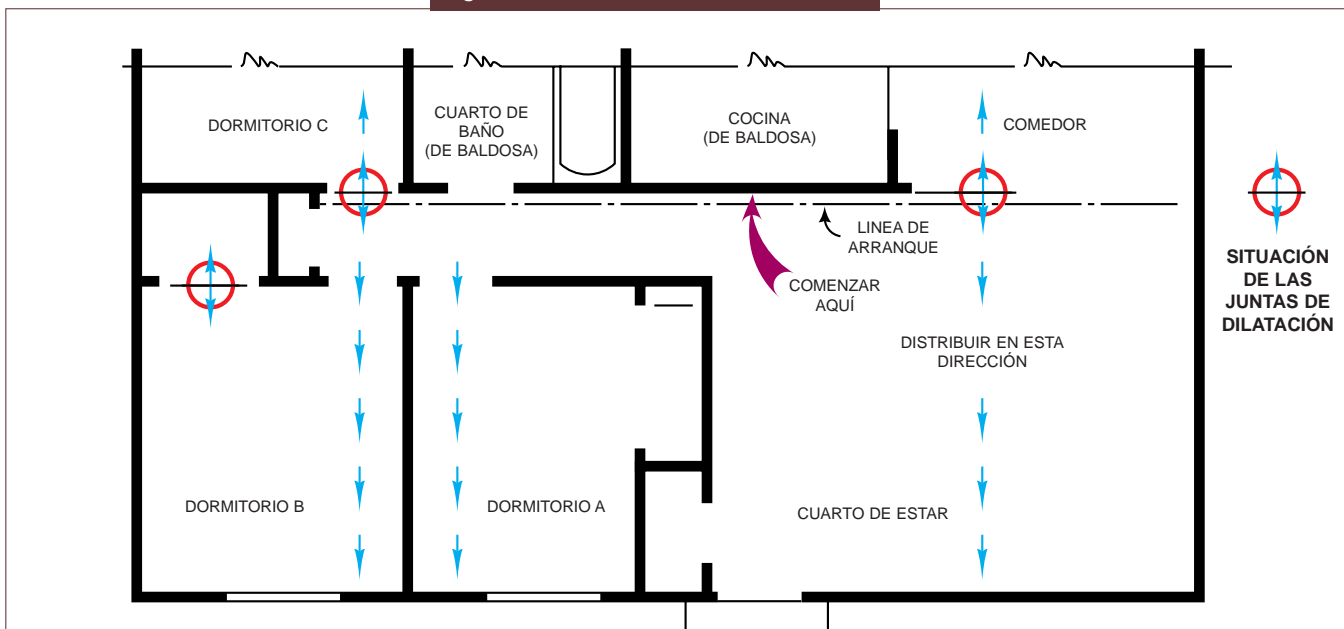 DORMITORIO C
CUARTO DE
BAÑO
(DE BALDOSA)
COCINA
(DE BALDOSA)
COMEDOR
LINEA DE
ARRANQUE
COMENZAR
AQUÍ
SITUACIÓN
DE LAS
JUNTAS DE
DILATACIÓN
DISTRIBUIR EN ESTA
DIRECCIÓN
DORMITORIO B
DORMITORIO A
CUARTO DE ESTAR